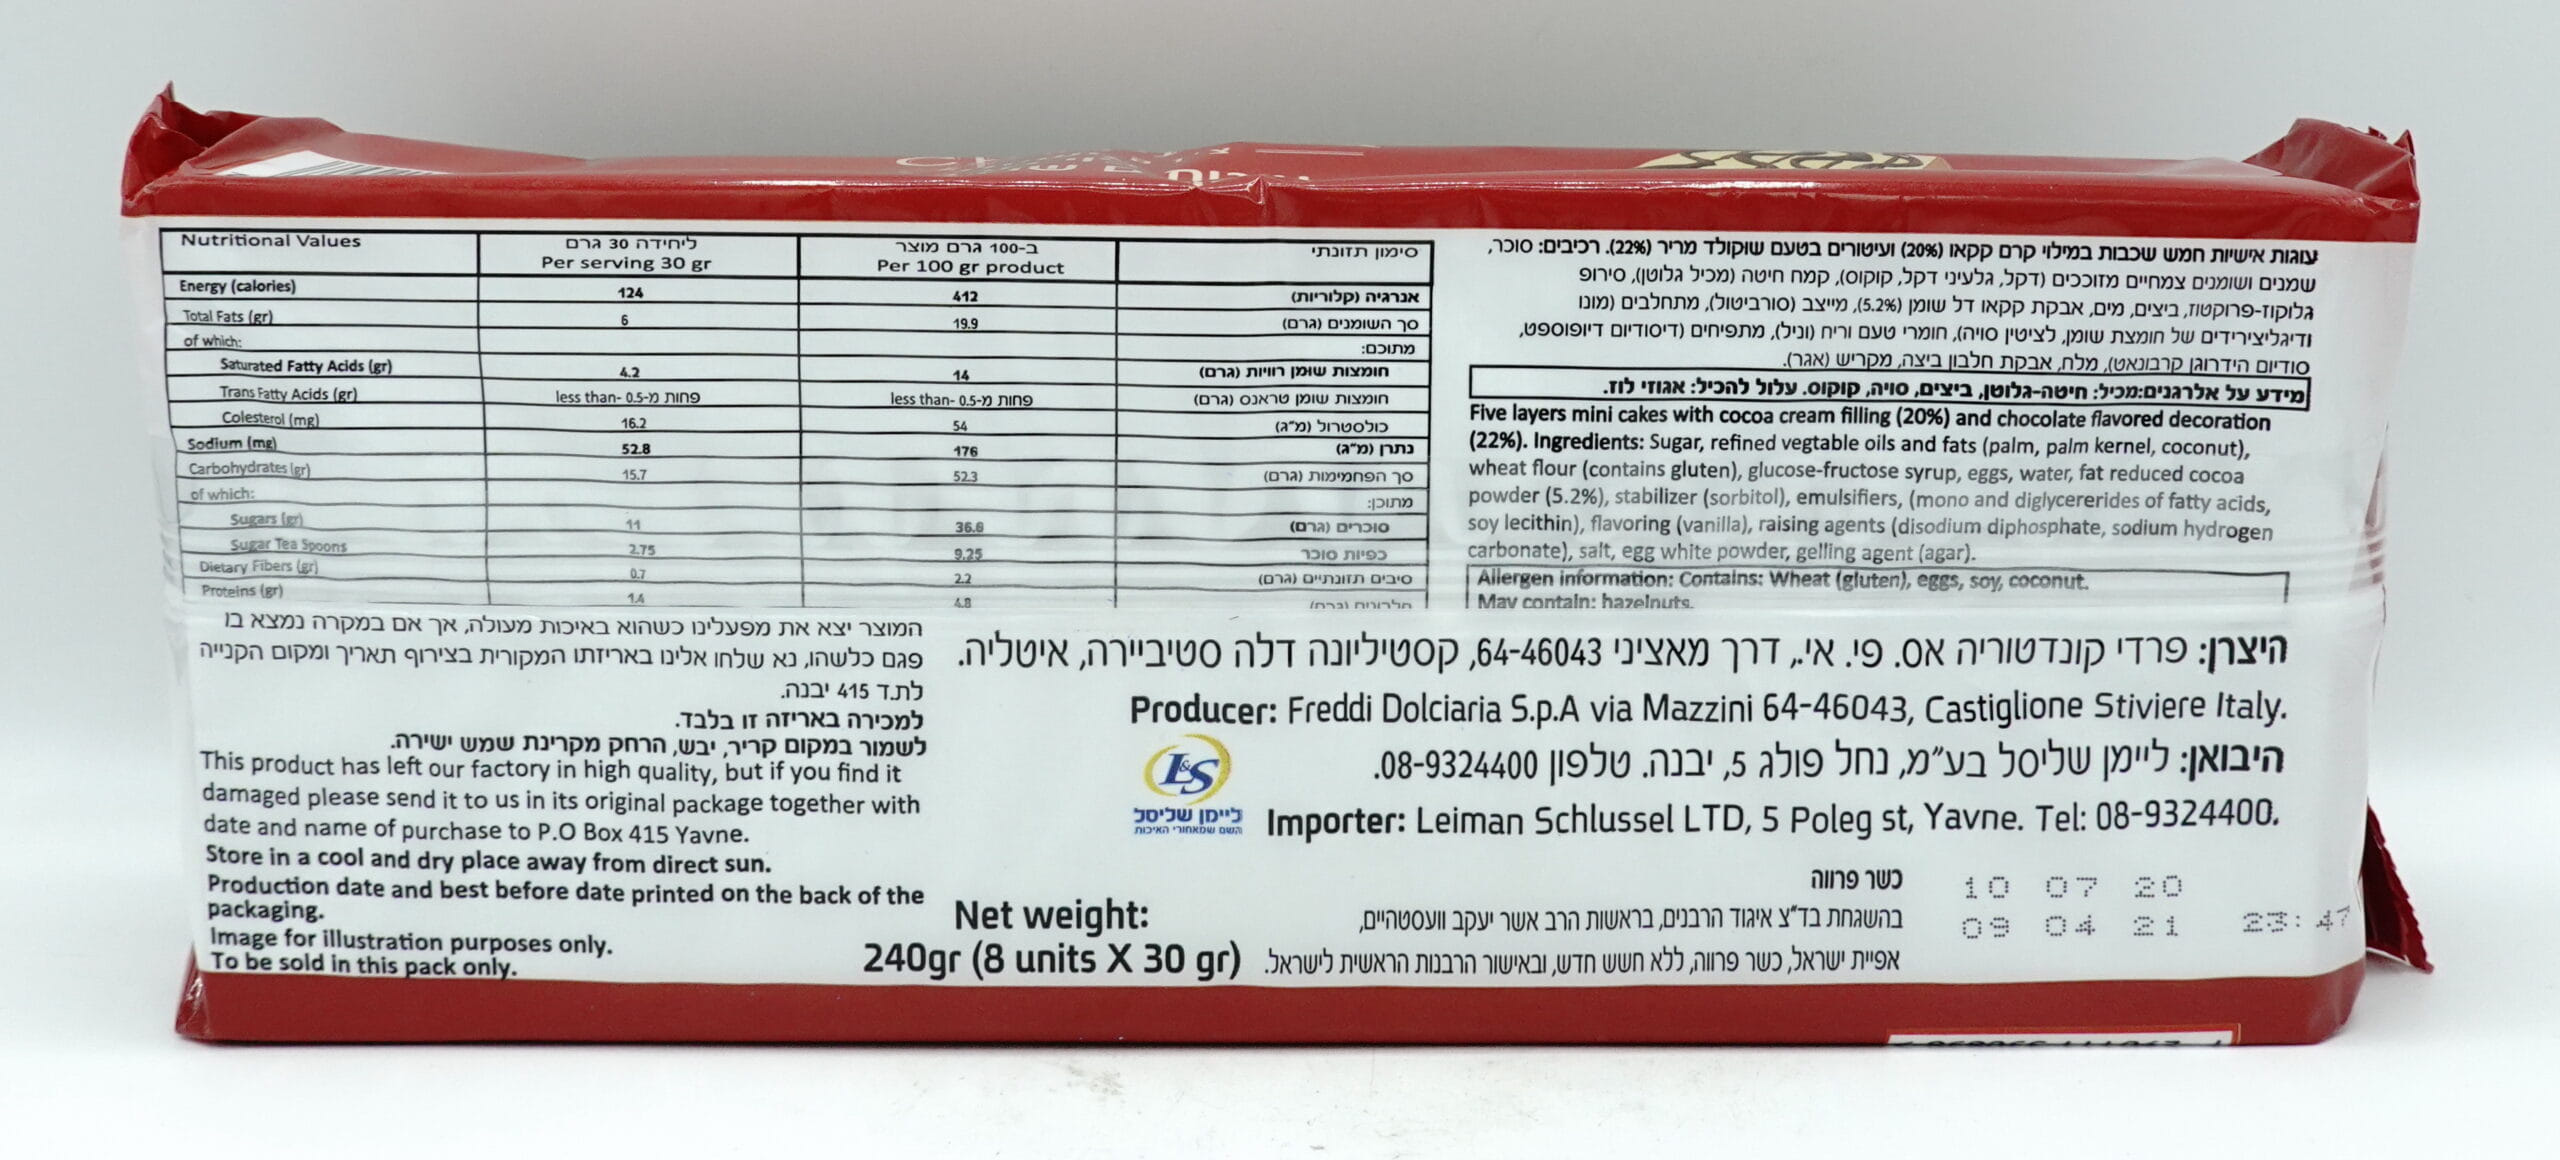 Nutritional Values | ליחידה 30 גרם Per serving 30 gr | ב-100 גרם מוצר Per 100 gr product | סימון תזונתי
Energy (calories) | 124 | 412 | אנרגיה (קלוריות)
Total Fats (gr) | 6 | 19.9 | סך השומנים (גרם)
of which: | מתוכם:
Saturated Fatty Acids (gr) | 4.2 | 14 | חומצות שומן רוויות (גרם)
Trans Fatty Acids (gr) | less than- 0.5-פחות מ | less than- 0.5-פחות מ | חומצות שומן טראנס (גרם)
Colesterol (mg) | 16.2 | 54 | כולסטרול (מ"ג)
Sodium (mg) | 52.8 | 176 | נתרן (מ"ג)
Carbohydrates (gr) | 15.7 | 52.3 | סך הפחמימות (גרם)
of which: | מתוכן:
Sugars (gr) | 11 | 36.6 | סוכרים (גרם)
Sugar Tea Spoons | 2.75 | 9.25 | כפיות סוכר
Dietary Fibers (gr) | 0.7 | 2.2 | סיבים תזונתיים (גרם)
Proteins (gr) | 1.4 | 4.8 | חלבונים (גרם)
עוגות אישיות חמש שכבות במילוי קרם קקאו (20%) ועיטורים בטעם שוקולד מריר (22%). רכיבים: סוכר,
שמנים ושומנים צמחיים מזוככים (דקל, גלעיני דקל, קוקוס), קמח חיטה (מכיל גלוטן), סירופ
גלוקוז-פרוקטוז, ביצים, מים, אבקת קקאו דל שומן (5.2%), מייצב (סורביטול), מתחלבים (מונו
ודיגליצירידים של חומצת שומן, לציטין סויה), חומרי טעם וריח (וניל), מתפיחים (דיסודיום דיופוספט,
סודיום הידרוגן קרבונאט), מלח, אבקת חלבון ביצה, מקריש (אגר).
מידע על אלרגנים:מכיל: חיטה-גלוטן, ביצים, סויה, קוקוס. עלול להכיל: אגוזי לוז.
Five layers mini cakes with cocoa cream filling (20%) and chocolate flavored decoration
(22%). Ingredients: Sugar, refined vegtable oils and fats (palm, palm kernel, coconut),
wheat flour (contains gluten), glucose-fructose syrup, eggs, water, fat reduced cocoa
powder (5.2%), stabilizer (sorbitol), emulsifiers, (mono and diglycererides of fatty acids,
soy lecithin), flavoring (vanilla), raising agents (disodium diphosphate, sodium hydrogen
carbonate), salt, egg white powder, gelling agent (agar).
Allergen information: Contains: Wheat (gluten), eggs, soy, coconut.
May contain: hazelnuts.
המוצר יצא את מפעלינו כשהוא באיכות מעולה, אך אם במקרה נמצא בו
פגם כלשהו, נא שלחו אלינו באריזתו המקורית בצירוף תאריך ומקום הקנייה
לת.ד 415 יבנה.
למכירה באריזה זו בלבד.
לשמור במקום קריר, יבש, הרחק מקרינת שמש ישירה.
This product has left our factory in high quality, but if you find it
damaged please send it to us in its original package together with
date and name of purchase to P.O Box 415 Yavne.
Store in a cool and dry place away from direct sun.
Production date and best before date printed on the back of the
packaging.
Image for illustration purposes only.
To be sold in this pack only.
היצרן: פרדי קונדטוריה אס. פי. אי., דרך מאציני 64-46043, קסטיליונה דלה סטיביירה, איטליה.
Producer: Freddi Dolciaria S.p.A via Mazzini 64-46043, Castiglione Stiviere Italy.
היבואן: ליימן שליסל בע"מ, נחל פולג 5, יבנה. טלפון 08-9324400.
Importer: Leiman Schlussel LTD, 5 Poleg st, Yavne. Tel: 08-9324400.
L&S
ליימן שליסל
השם שמאחורי האיכות
Net weight:
240gr (8 units X 30 gr)
כשר פרווה
בהשגחת בד"צ איגוד הרבנים, בראשות הרב אשר יעקב וועסטהיים,
אפיית ישראל, כשר פרווה, ללא חשש חדש, ובאישור הרבנות הראשית לישראל.
10 07 20
09 04 21 23:47